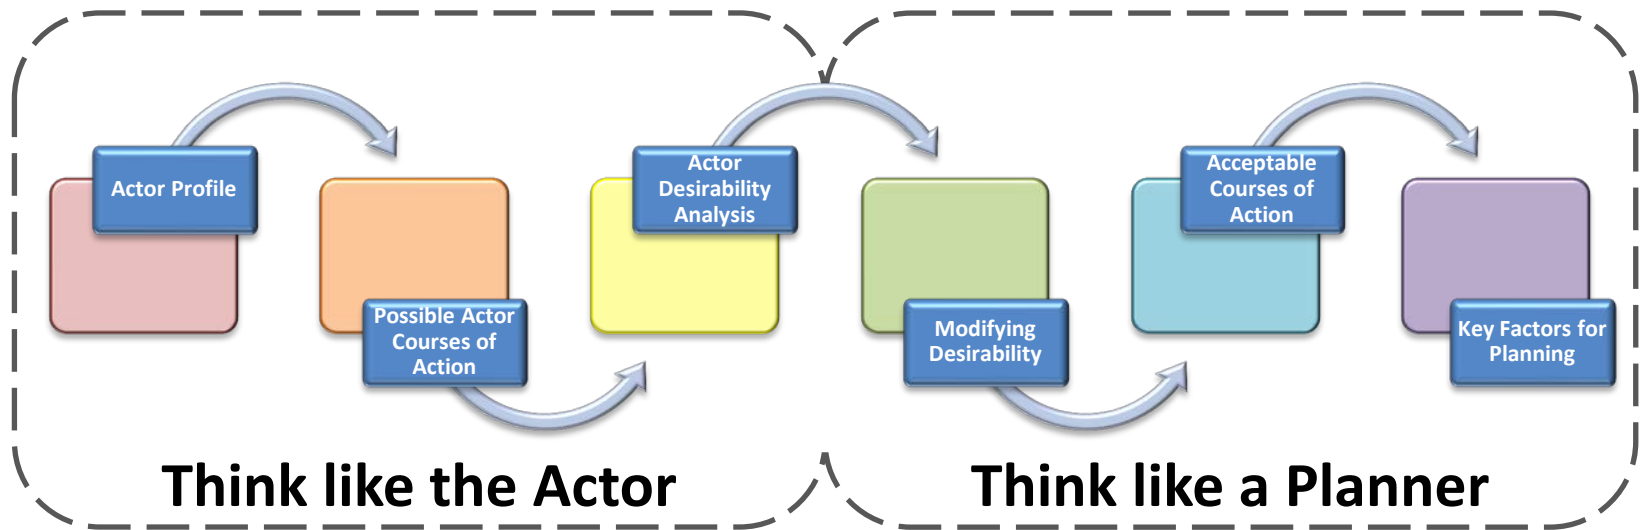 Actor Profile
Possible Actor
Courses of
Action
Actor
Desirability
Analysis
Modifying
Desirability
Acceptable
Courses of
Action
Key Factors for
Planning
Think like the Actor
Think like a Planner